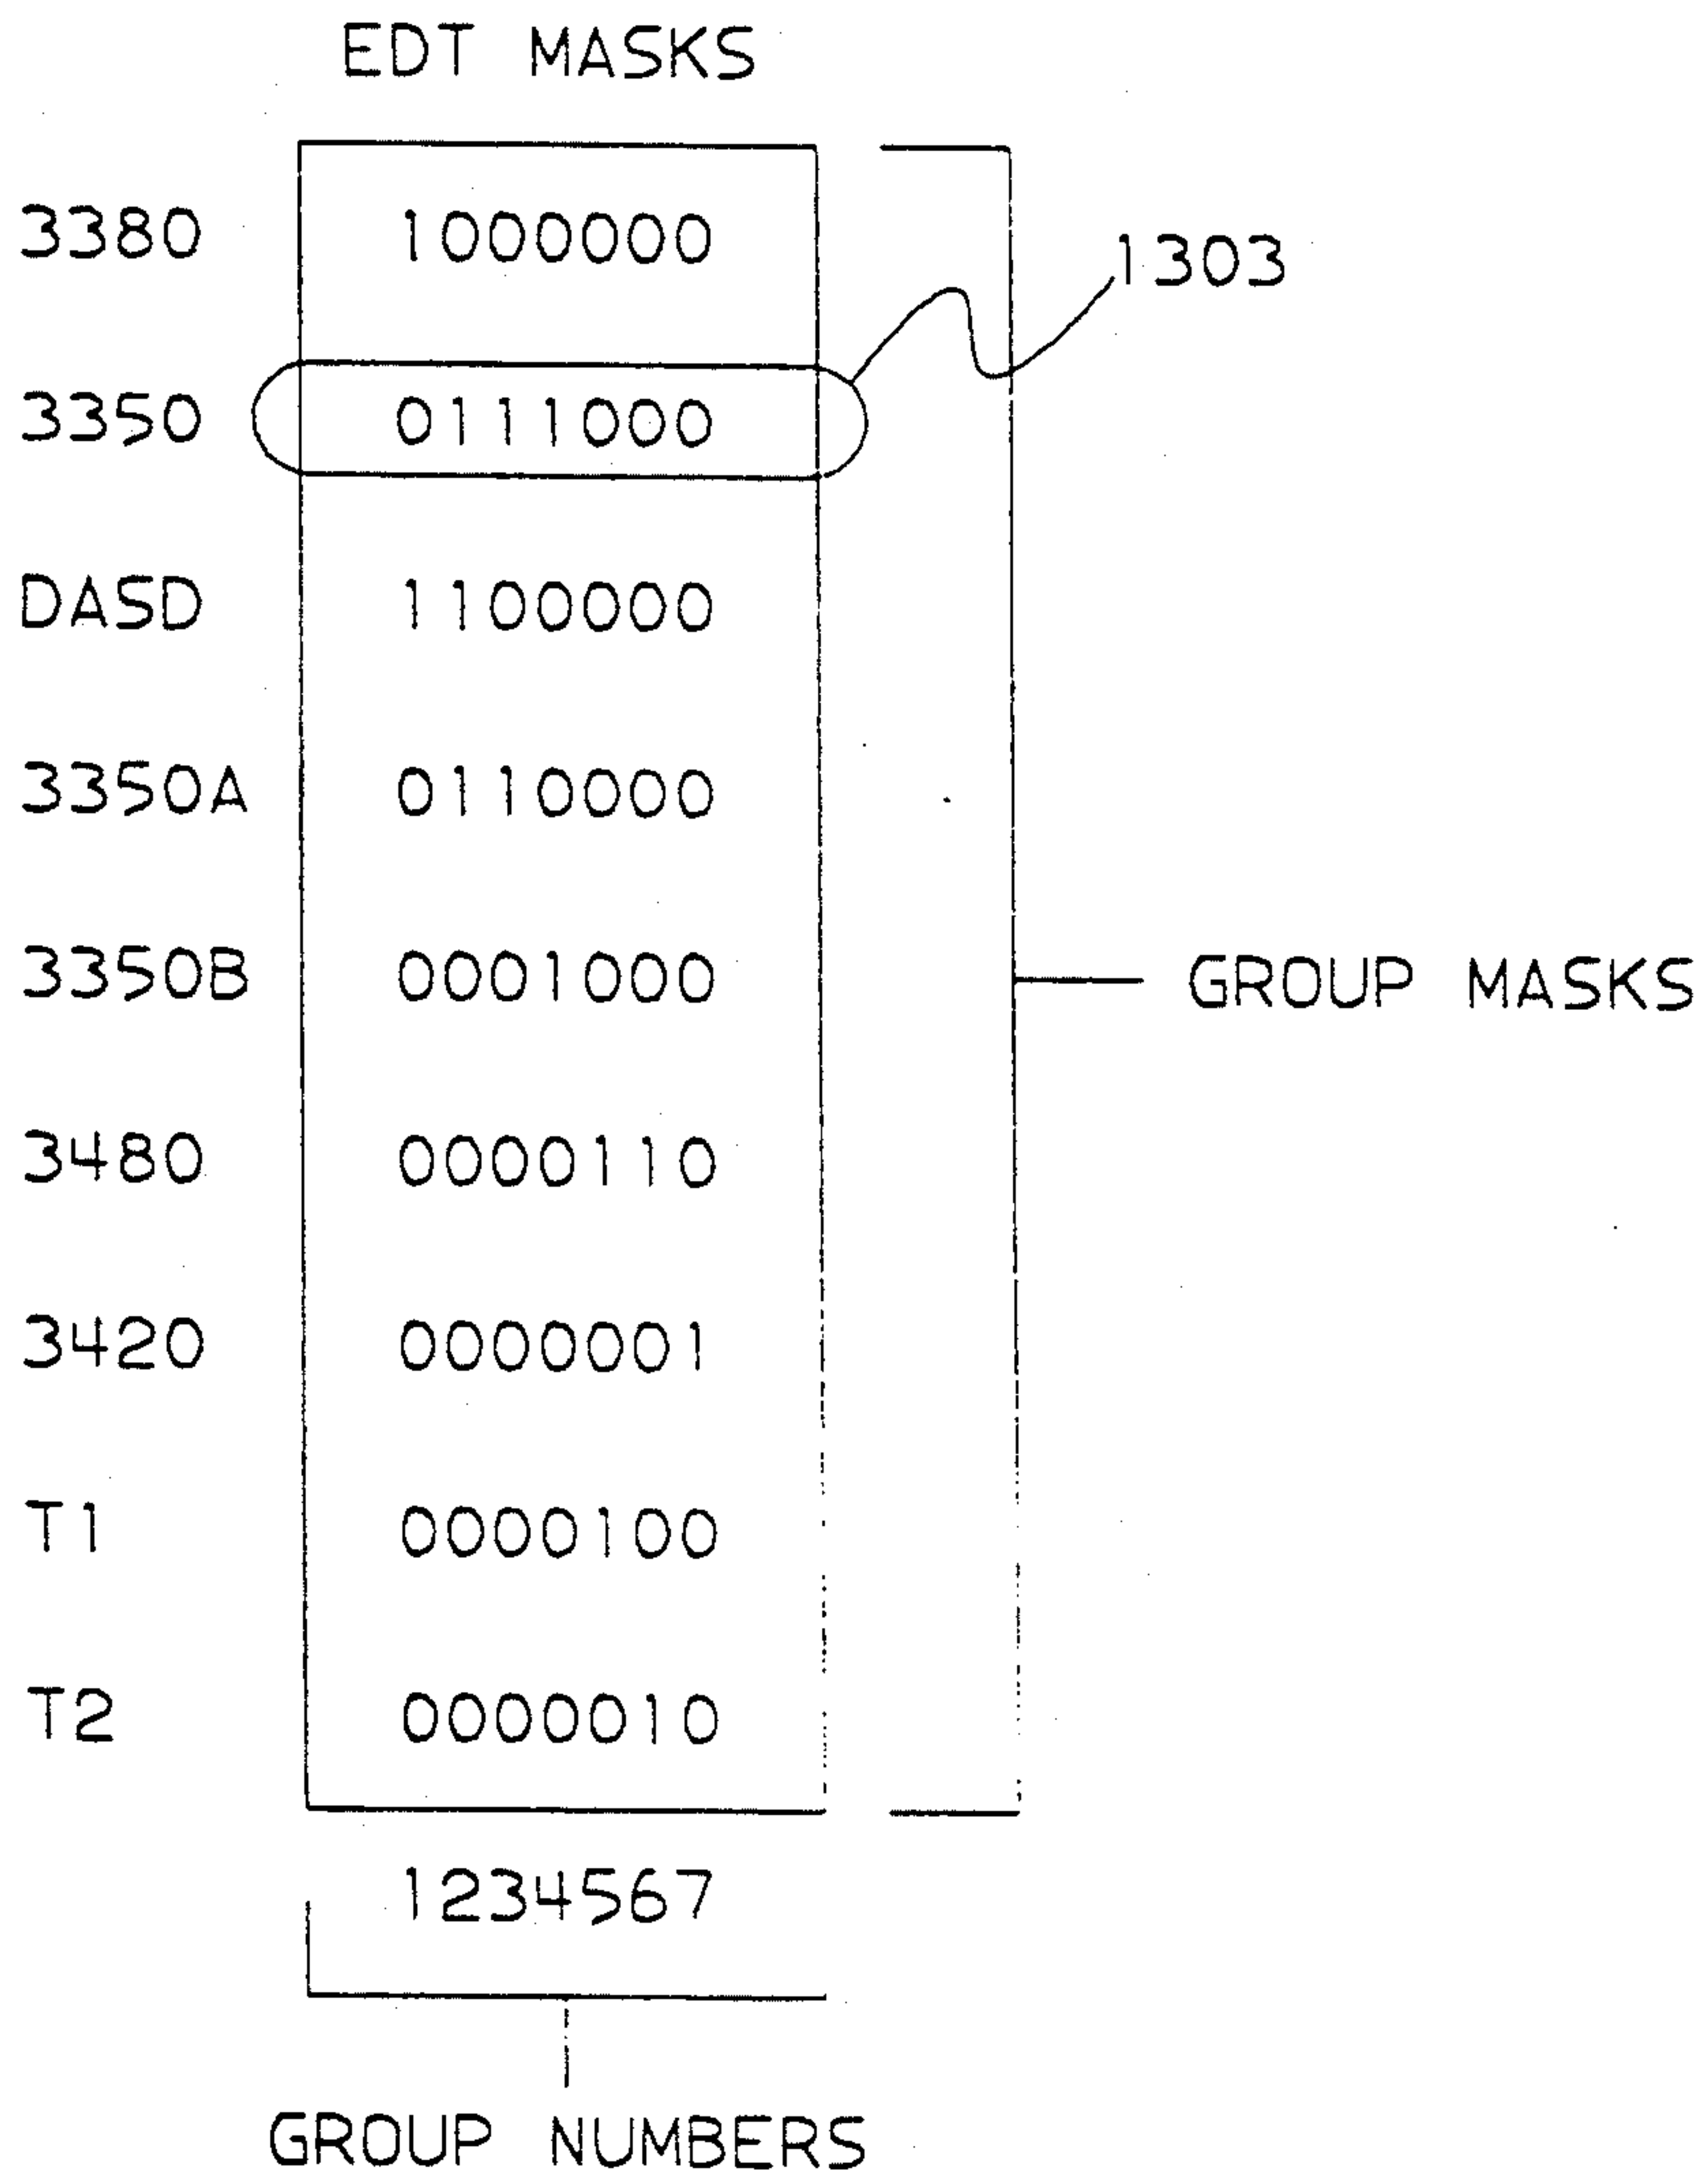 EDT MASKS
3380 1000000
1303
3350 0111000
DASD 1100000
3350A 0110000
3350B 0001000
GROUP MASKS
3480 0000110
3420 0000001
T1 0000100
T2 0000010
1234567
GROUP NUMBERS